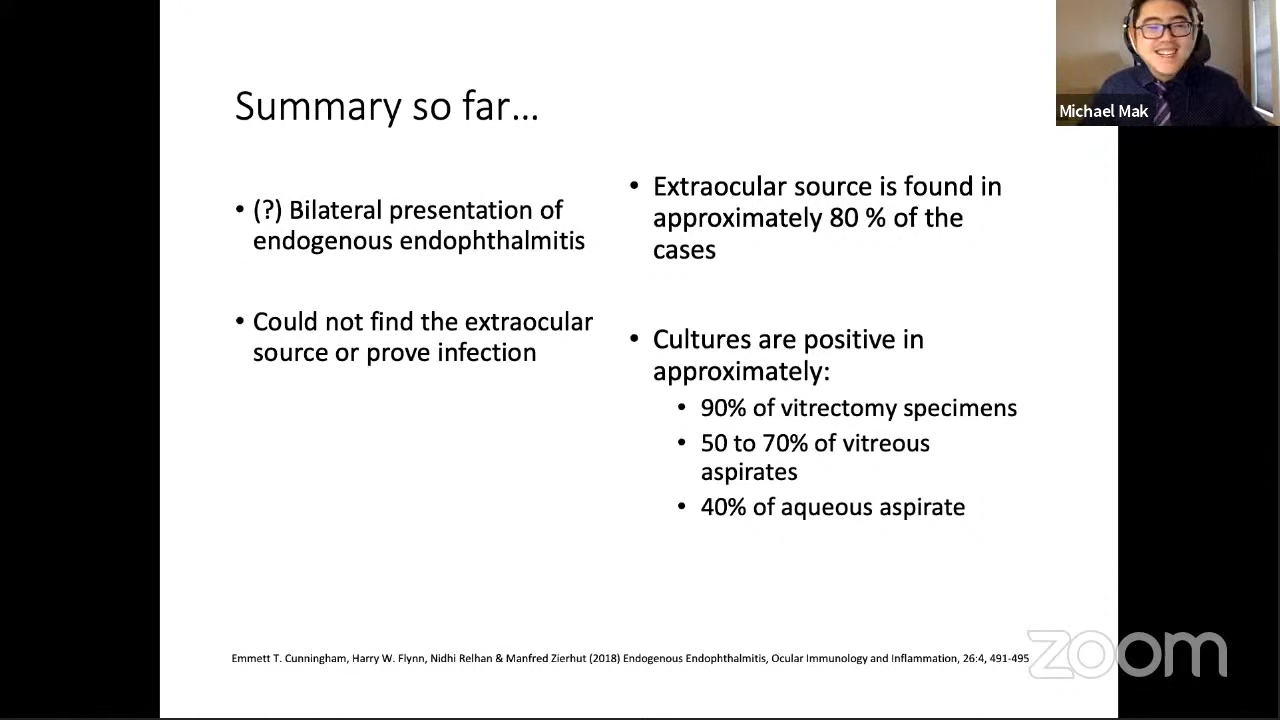 Summary so far...
• (?) Bilateral presentation of
endogenous endophthalmitis
• Could not find the extraocular
source or prove infection
• Extraocular source is found in
approximately 80 % of the
cases
• Cultures are positive in
approximately:
• 90% of vitrectomy specimens
• 50 to 70% of vitreous
aspirates
• 40% of aqueous aspirate
Emmett T. Cunningham, Harry W. Flynn, Nidhi Relhan & Manfred Zierhut (2018) Endogenous Endophthalmitis, Ocular Immunology and Inflammation, 26:4, 491-495
Michael Mak
zoom